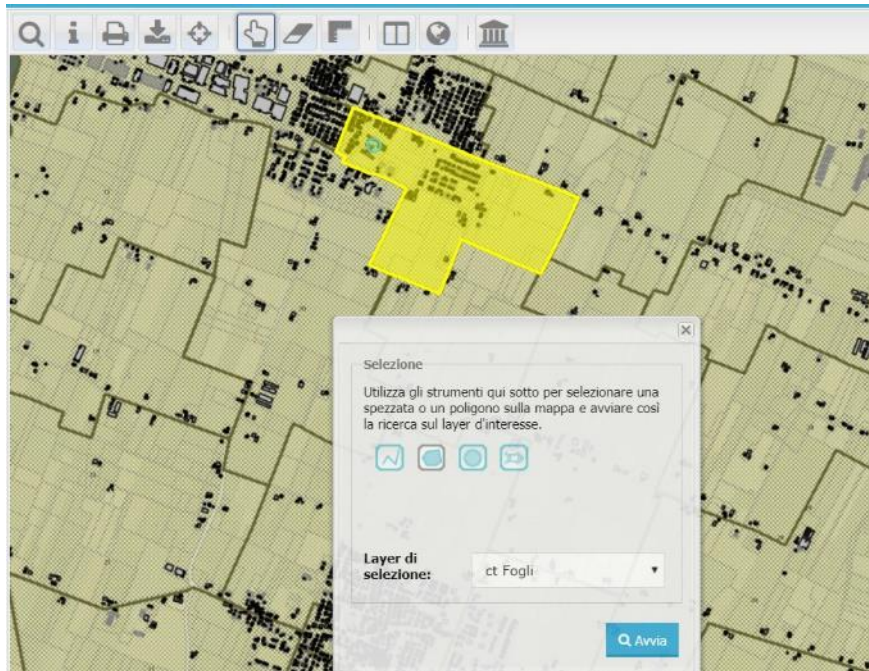 Selezione
Utilizza gli strumenti qui sotto per selezionare una
spezzata o un poligono sulla mappa e avviare così
la ricerca sul layer d'interesse.
Layer di
selezione:
ct Fogli
Avvia